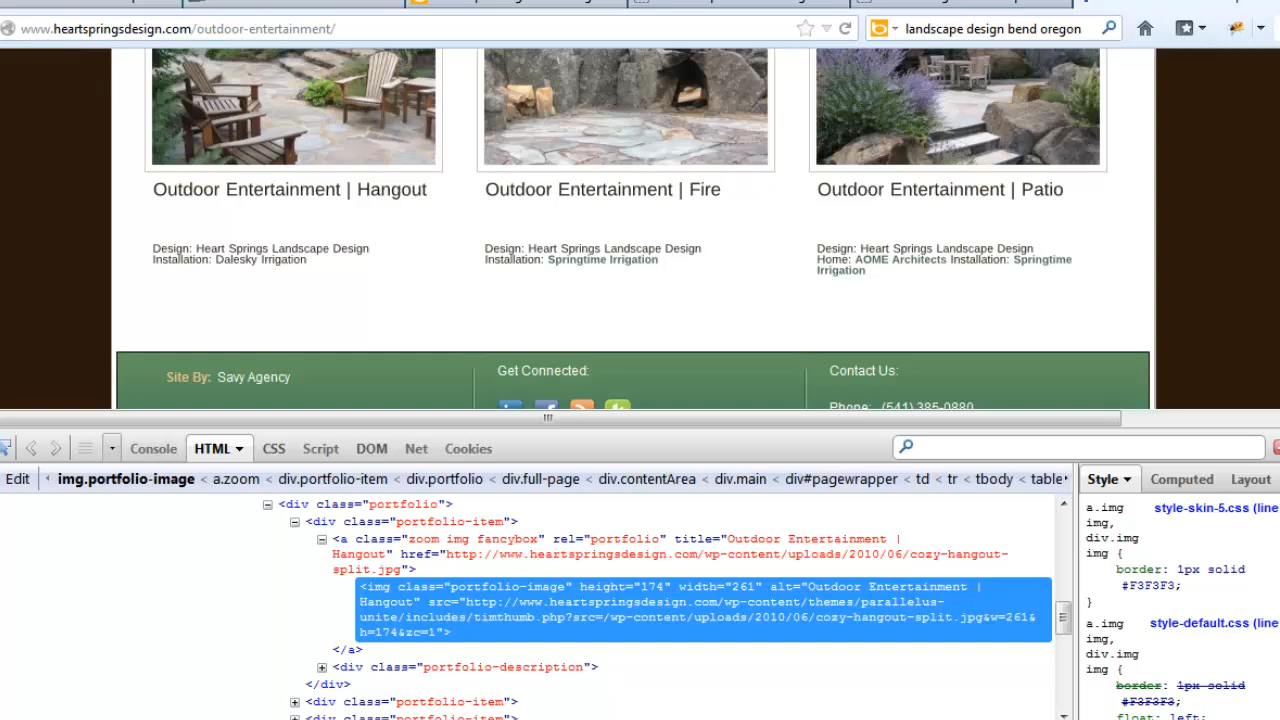 www.heartspringsdesign.com/outdoor-entertainment/
landscape design bend oregon
Outdoor Entertainment | Hangout
Outdoor Entertainment | Fire
Outdoor Entertainment | Patio
Design: Heart Springs Landscape Design
Installation: Dalesky Irrigation
Design: Heart Springs Landscape Design
Installation: Springtime Irrigation
Design: Heart Springs Landscape Design
Home: AOME Architects Installation: Springtime
Irrigation
Site By: Savy Agency
Get Connected:
Contact Us:
Phone: (541) 385-0880
Console HTML CSS Script DOM Net Cookies
Edit img.portfolio-image < a.zoom < div.portfolio-item < div.portfolio < div.full-page < div.contentArea < div.main < div#pagewrapper < td < tr < tbody < table
<div class="portfolio">
<div class="portfolio-item">
<a class="zoom img fancybox" rel="portfolio" title="Outdoor Entertainment |
Hangout" href="http://www.heartspringsdesign.com/wp-content/uploads/2010/06/cozy-hangout-
split.jpg">
<img class="portfolio-image" height="174" width="261" alt="Outdoor Entertainment |
Hangout" src="http://www.heartspringsdesign.com/wp-content/themes/parallelus-
unite/includes/timthumb.php?src=/wp-content/uploads/2010/06/cozy-hangout-split.jpg&w=261&
h=174&zc=1">
</a>
<div class="portfolio-description">
</div>
<div class="portfolio-item">
<div class="portfolio-item">
Style Computed Layout
a.img style-skin-5.css (line
img,
div.img
img {
border: 1px solid
#F3F3F3;
}
a.img style-default.css (line
img,
div.img
img {
border: 1px solid
#F3F3F3;
float: left;